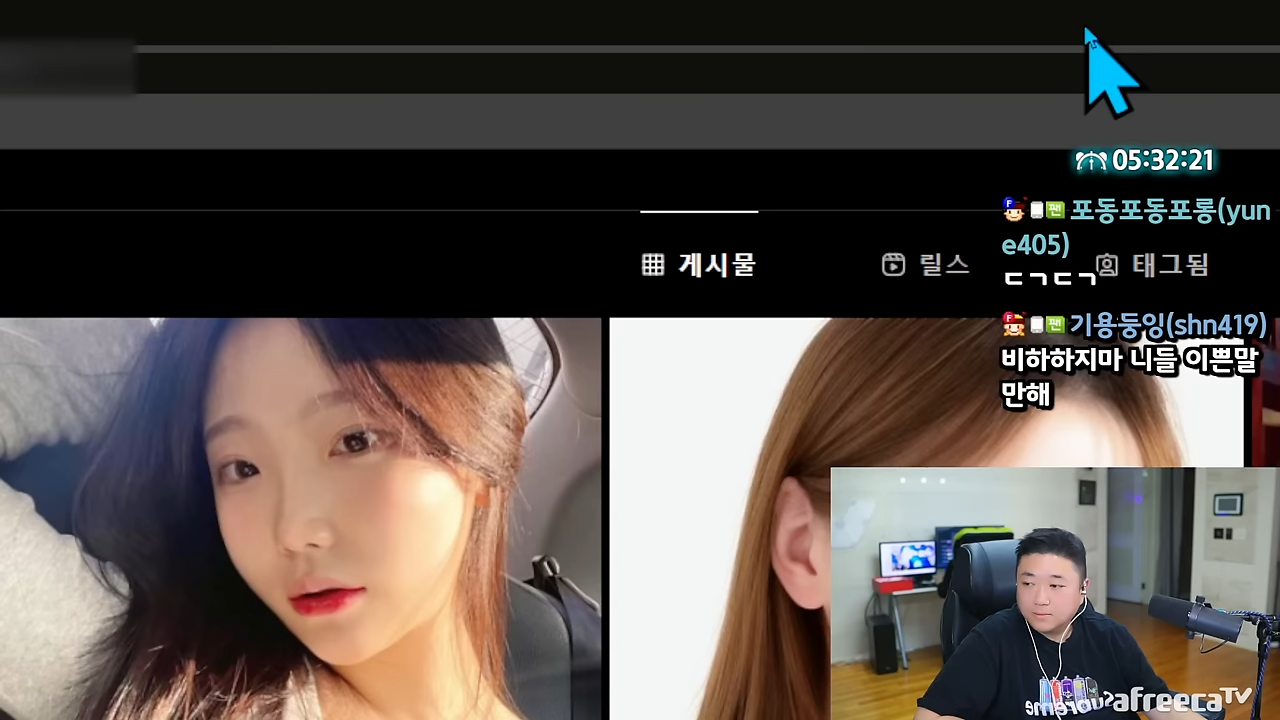 05:32:21
포동포동포롱(yun
e405)
ㄷㄱㄷㄱ
게시물
릴스
태그됨
기용둥잉(shn419)
비하하지마 니들 이쁜말
만해
afreecaTV